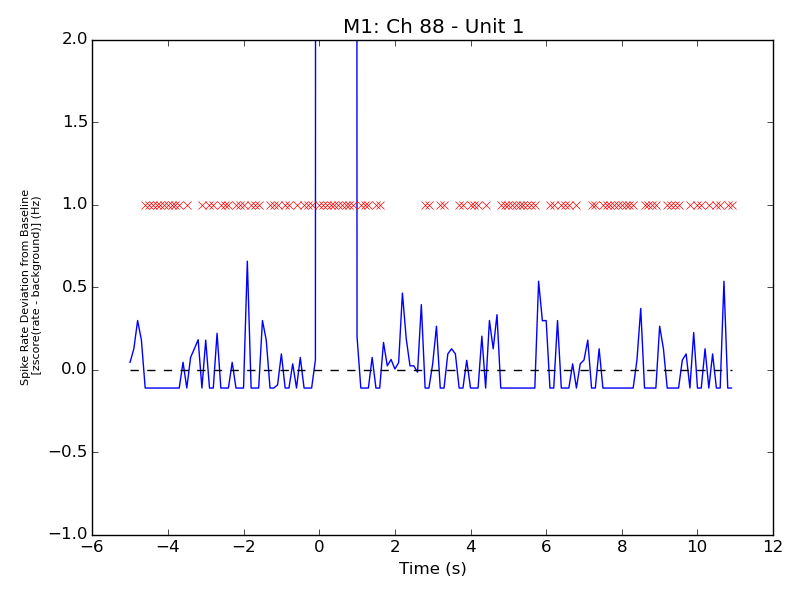 M1: Ch 88 - Unit 1
2.0
1.5
1.0
0.5
0.0
−0.5
−1.0
Spike Rate Deviation from Baseline
[zscore(rate - background)] (Hz)
−6 −4 −2 0 2 4 6 8 10 12
Time (s)